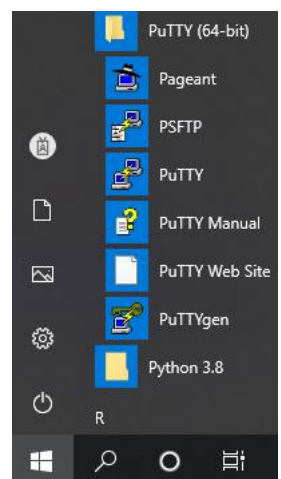 PuTTY (64-bit)
Pageant
PSFTP
PuTTY
PuTTY Manual
PuTTY Web Site
PuTTYgen
Python 3.8
R